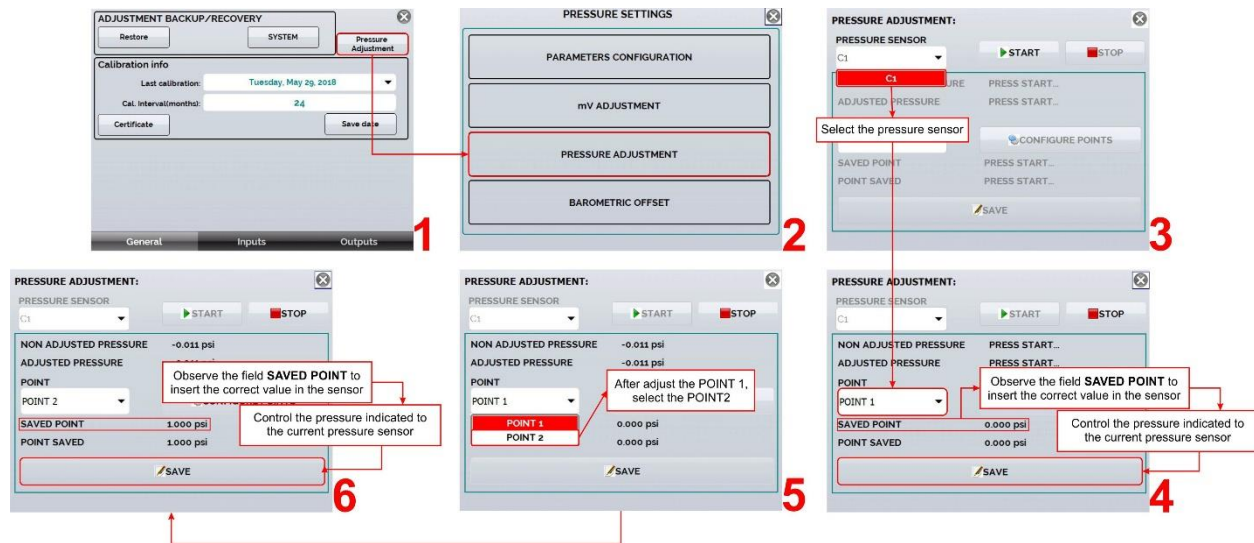 ADJUSTMENT BACKUP/RECOVERY
Restore
SYSTEM
Pressure
Adjustment
Calibration info
Last calibration:
Tuesday, May 29, 2018
Cal. Interval(months):
24
Certificate
Save date
General
Inputs
Outputs
1
PRESSURE SETTINGS
PARAMETERS CONFIGURATION
mV ADJUSTMENT
PRESSURE ADJUSTMENT
BAROMETRIC OFFSET
2
PRESSURE ADJUSTMENT:
PRESSURE SENSOR
C1
START
STOP
C1
PRESS START...
ADJUSTED PRESSURE
PRESS START...
Select the pressure sensor
CONFIGURE POINTS
SAVED POINT
PRESS START...
POINT SAVED
PRESS START...
SAVE
3
PRESSURE ADJUSTMENT:
PRESSURE SENSOR
C1
START
STOP
NON ADJUSTED PRESSURE
-0.011 psi
ADJUSTED PRESSURE
POINT
Observe the field SAVED POINT to
insert the correct value in the sensor
POINT 2
Control the pressure indicated to
the current pressure sensor
SAVED POINT
1.000 psi
POINT SAVED
1.000 psi
SAVE
6
PRESSURE ADJUSTMENT:
PRESSURE SENSOR
C1
START
STOP
NON ADJUSTED PRESSURE
-0.011 psi
ADJUSTED PRESSURE
-0.011 psi
POINT
After adjust the POINT 1,
select the POINT2
POINT 1
POINT 1
0.000 psi
POINT 2
0.000 psi
SAVE
5
PRESSURE ADJUSTMENT:
PRESSURE SENSOR
C1
START
STOP
NON ADJUSTED PRESSURE
PRESS START...
ADJUSTED PRESSURE
PRESS START...
POINT
Observe the field SAVED POINT to
insert the correct value in the sensor
POINT 1
Control the pressure indicated to
the current pressure sensor
SAVED POINT
0.000 psi
POINT SAVED
0.000 psi
SAVE
4